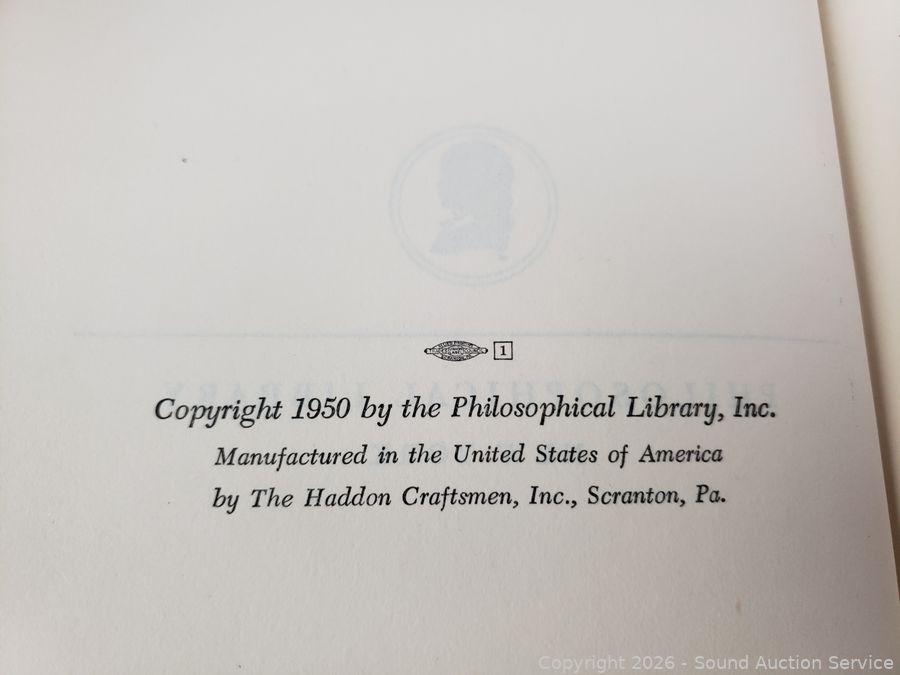 1
Copyright 1950 by the Philosophical Library, Inc.
Manufactured in the United States of America
by The Haddon Craftsmen, Inc., Scranton, Pa.
Copyright 2026 - Sound Auction Service